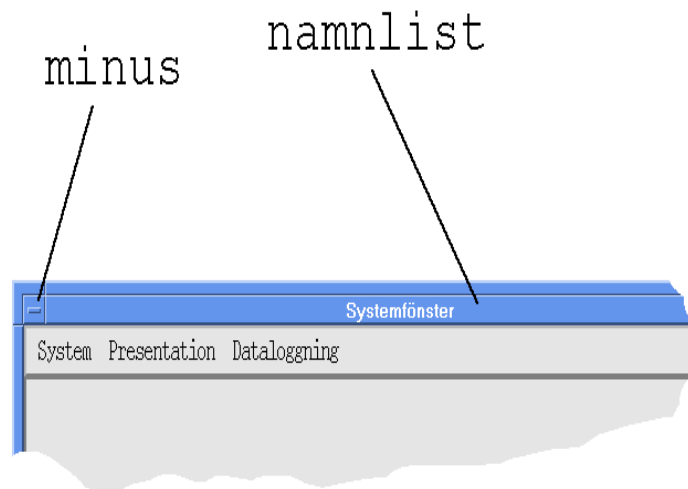 namnlist
minus
Systemfönster
System Presentation Dataloggning